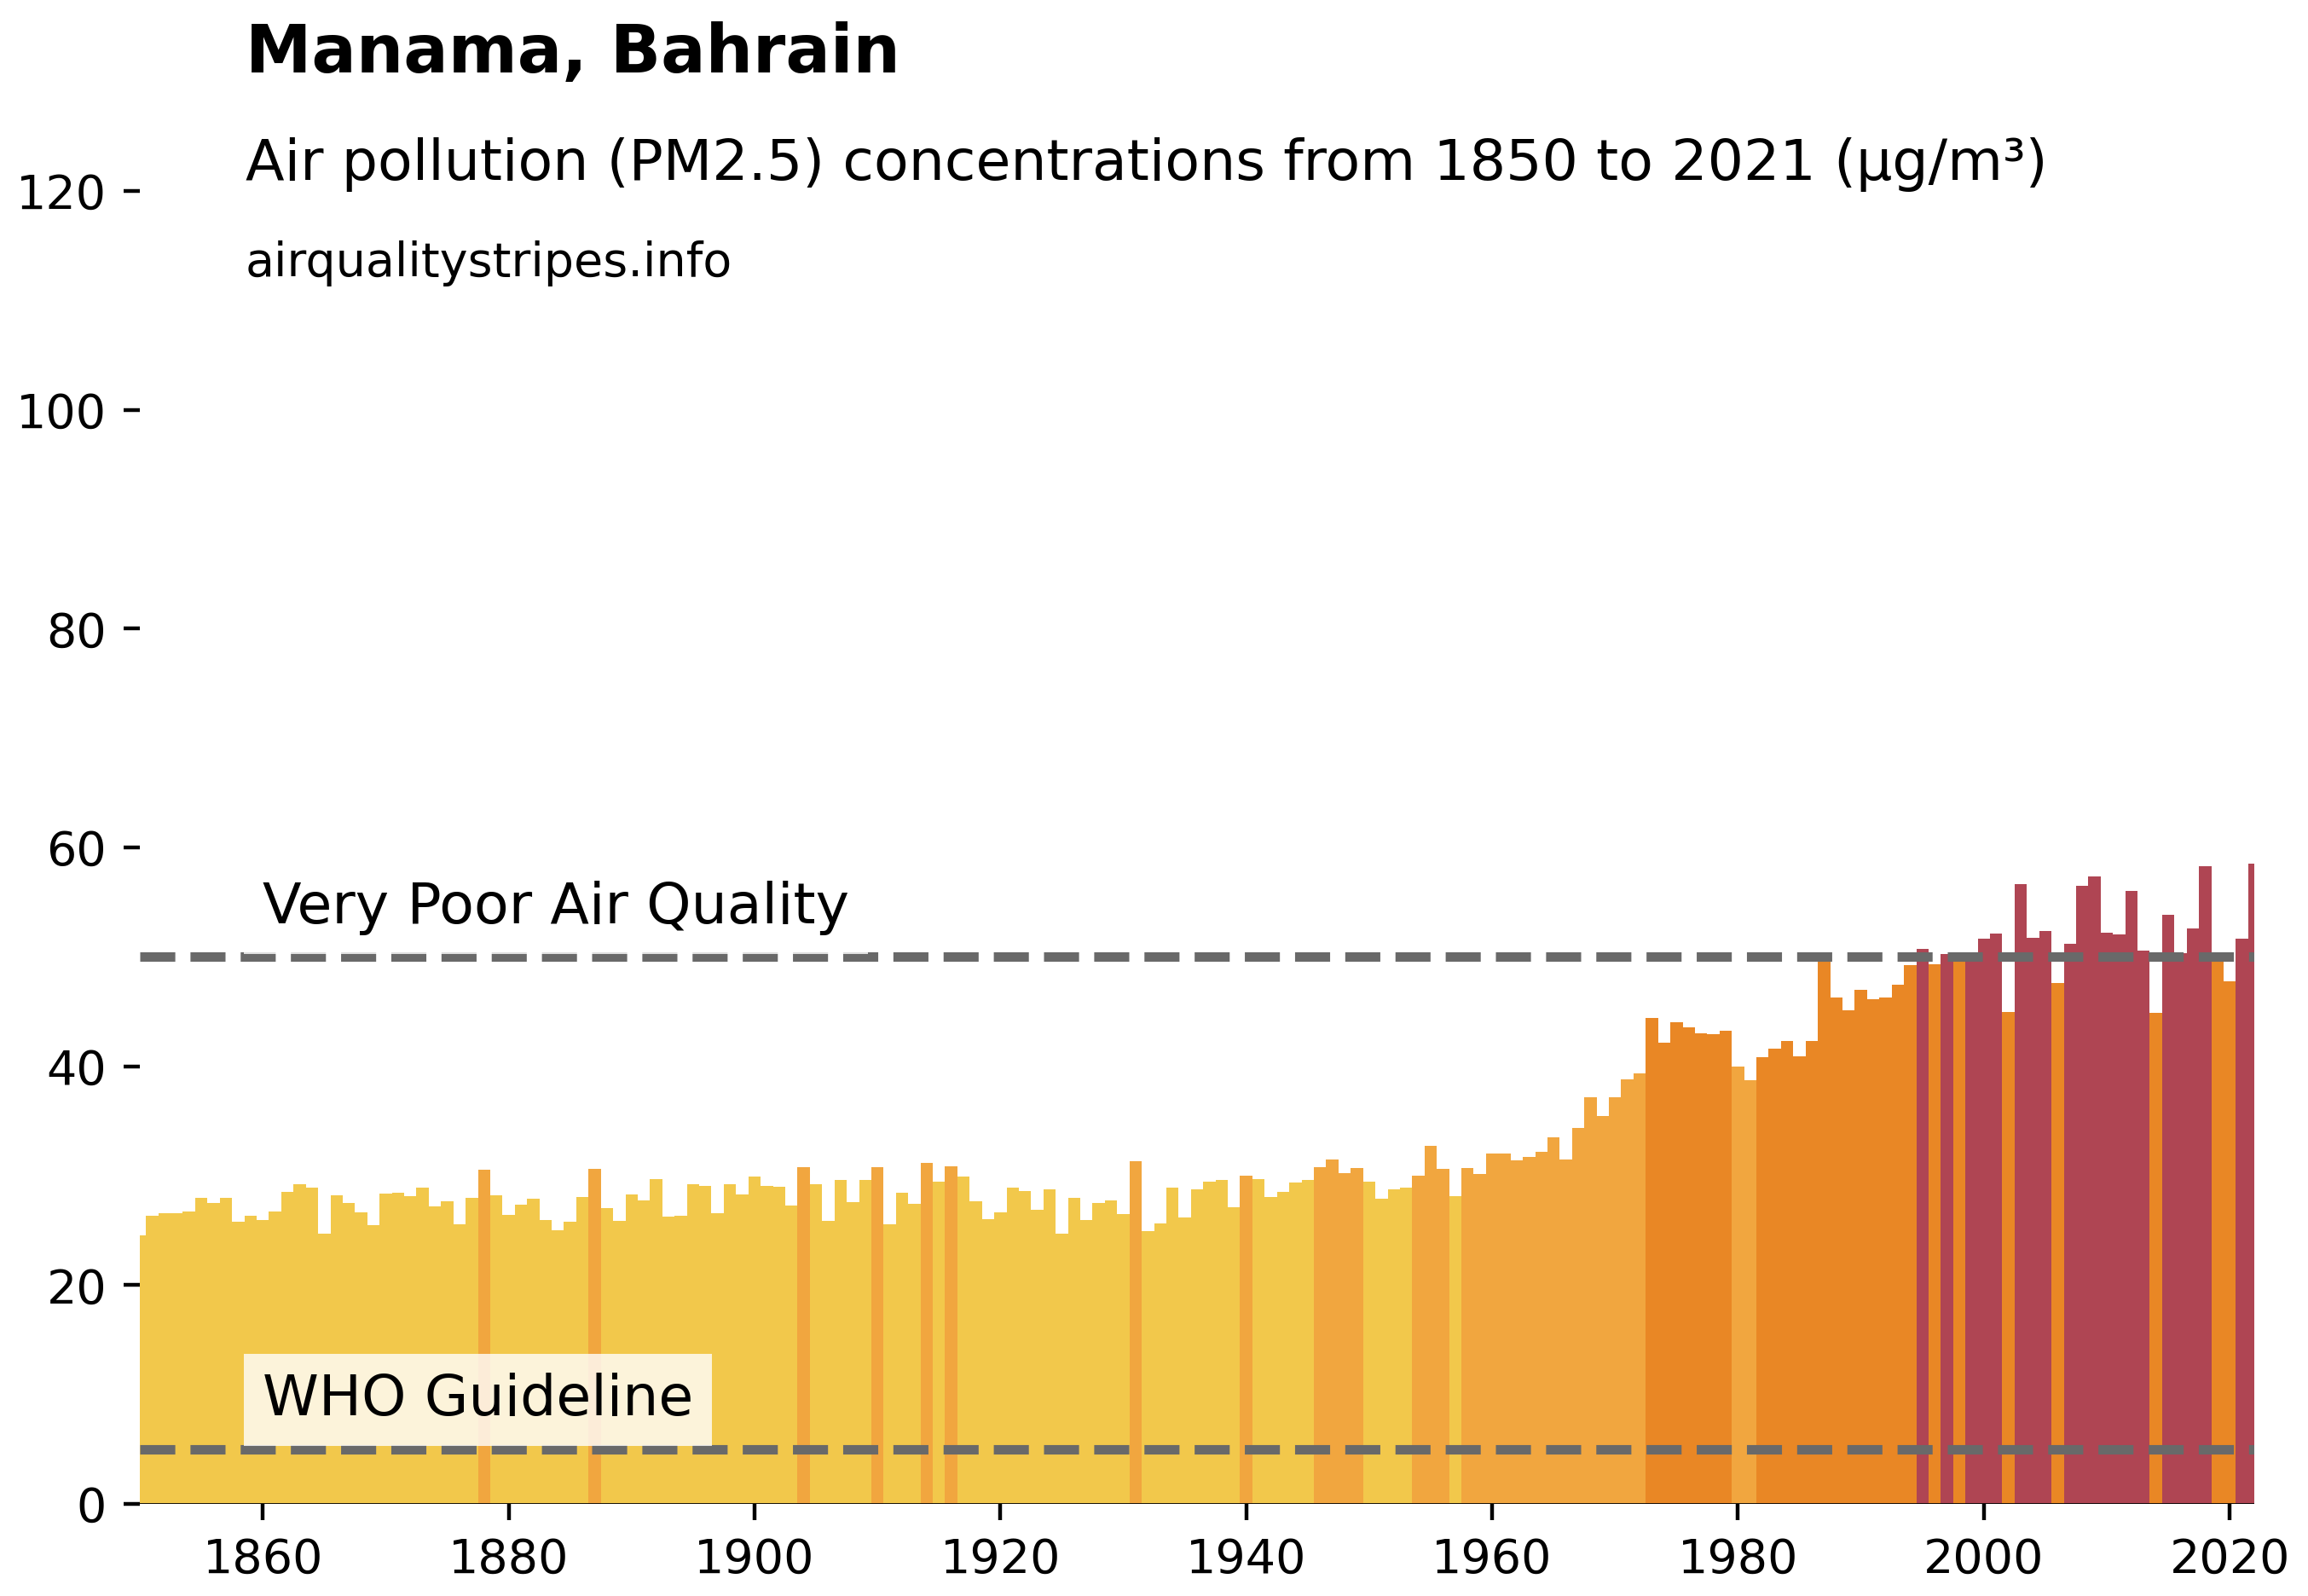 Manama, Bahrain
Air pollution (PM2.5) concentrations from 1850 to 2021 (μg/m³)
airqualitystripes.info
120
100
80
60
Very Poor Air Quality
40
20
WHO Guideline
0
1860 1880 1900 1920 1940 1960 1980 2000 2020